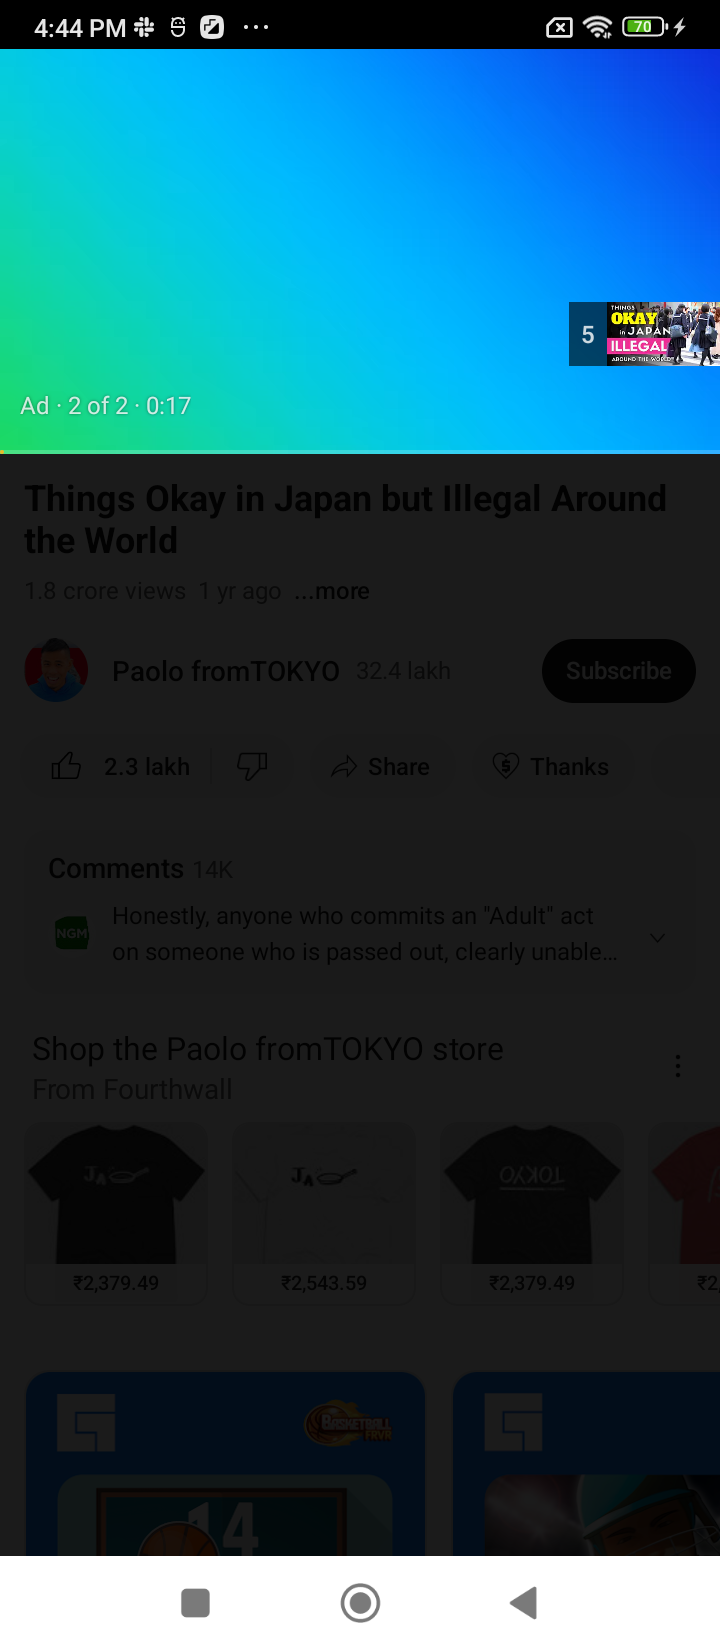 4:44 PM
70
THINGS
OKAY
in JAPAN
ILLEGAL
AROUND THE WORLD
5
Ad · 2 of 2 · 0:17
Things Okay in Japan but Illegal Around
the World
1.8 crore views 1 yr ago ...more
Paolo fromTOKYO 32.4 lakh
Subscribe
2.3 lakh
Share
Thanks
Comments 14K
NGM
Honestly, anyone who commits an "Adult" act
on someone who is passed out, clearly unable...
Shop the Paolo fromTOKYO store
From Fourthwall
JA
JA
TOKYO
₹2,379.49
₹2,543.59
₹2,379.49
₹2
BASKETBALL
FRVR
14